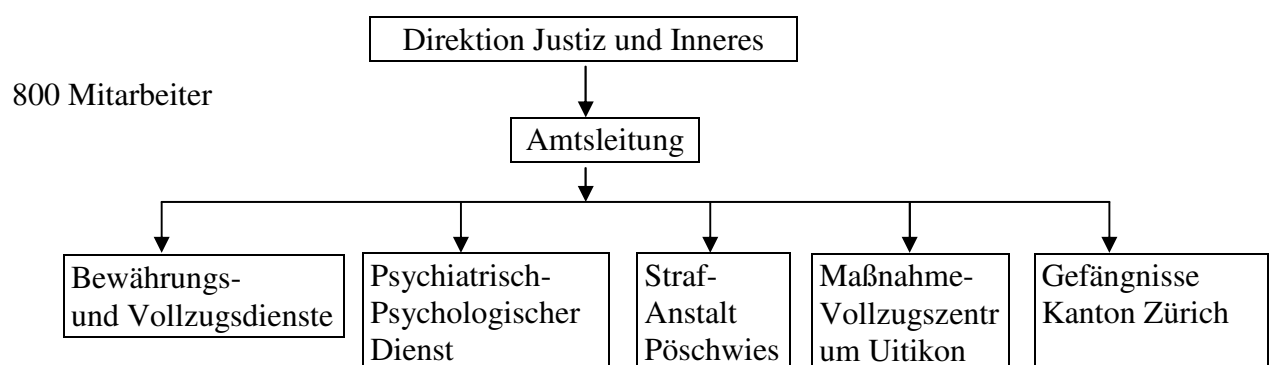 Direktion Justiz und Inneres
800 Mitarbeiter
Amtsleitung
Bewährungs-
und Vollzugsdienste
Psychiatrisch-
Psychologischer
Dienst
Straf-
Anstalt
Pöschwies
Maßnahme-
Vollzugszentr
um Uitikon
Gefängnisse
Kanton Zürich